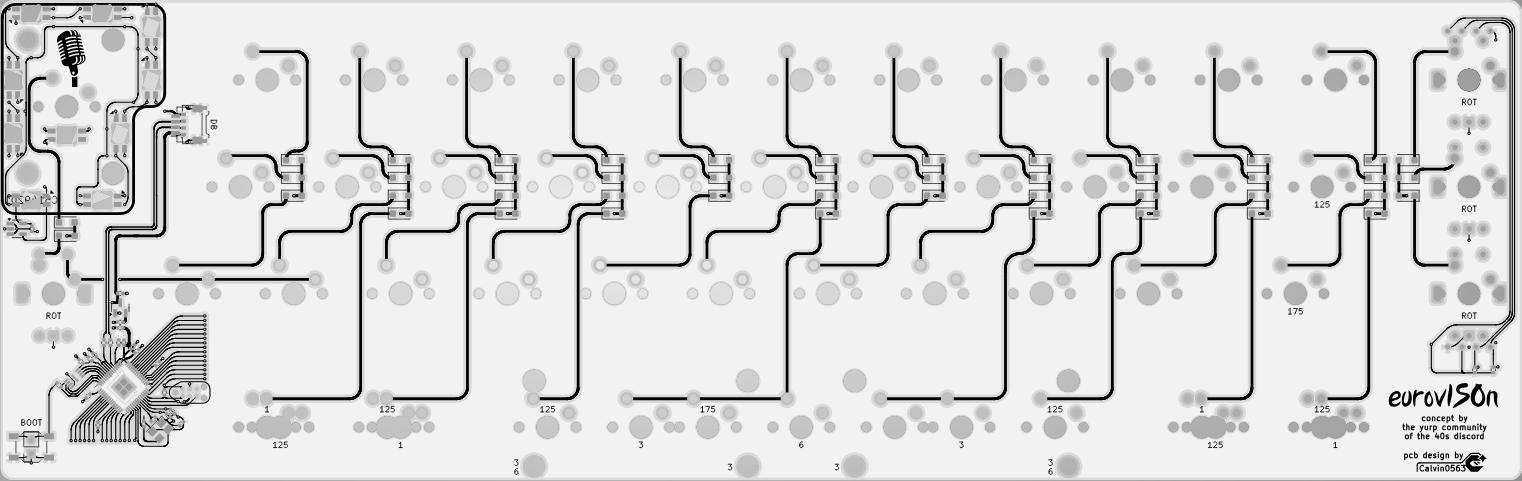 DB
ROT
ROT
125
ROT
175
ROT
1
125
125
175
125
1
125
BOOT
125
1
3
6
3
125
1
3
6
3
3
3
6
eurovISOn
concept by
the yurp community
of the 40s discord
pcb design by
Calvin0563